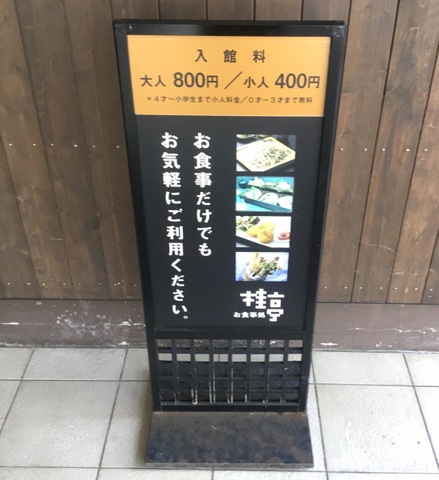 入館料
大人 800円／小人 400円
＊4才～小学生まで小人料金／0才～3才まで無料
お食事だけでも
お気軽にご利用ください。
お食事処 桂亭